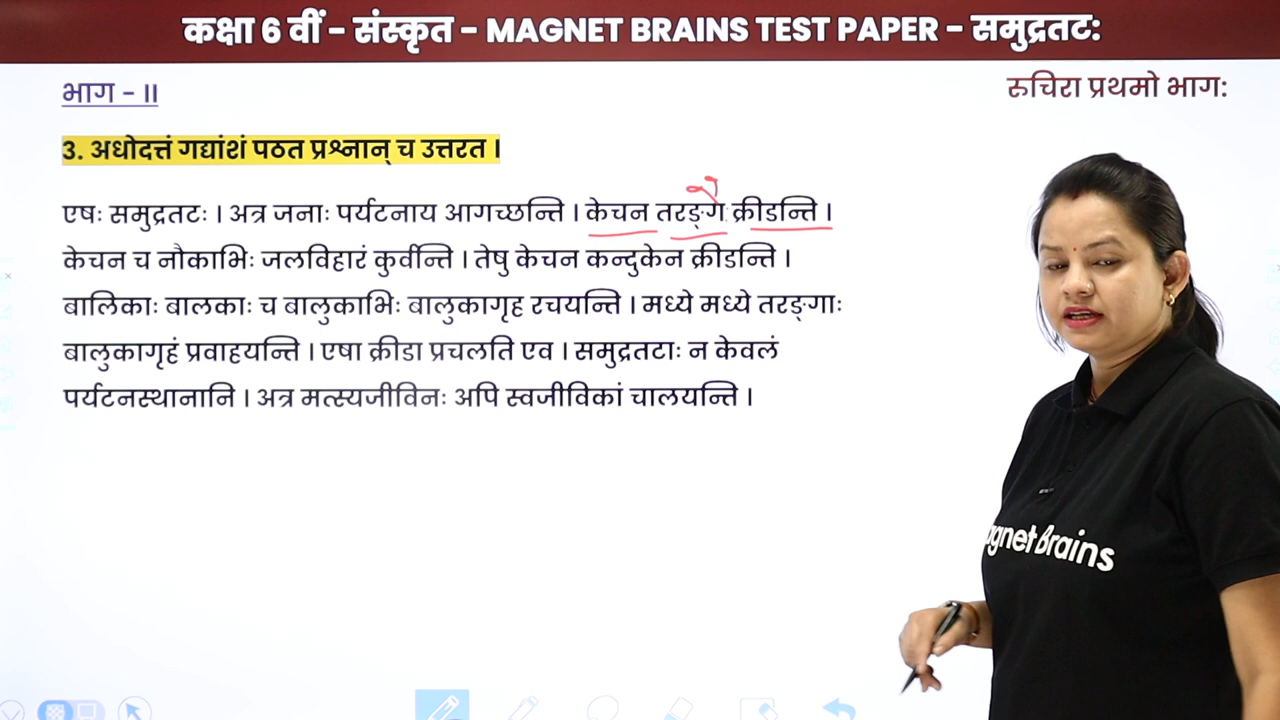 कक्षा 6 वीं - संस्कृत - MAGNET BRAINS TEST PAPER - समुद्रतट:
भाग - II
रुचिरा प्रथमो भाग:
3. अधोदत्तं गद्यांशं पठत प्रश्नान् च उत्तरत ।
एषः समुद्रतटः । अत्र जनाः पर्यटनाय आगच्छन्ति । केचन तरङ्ग क्रीडन्ति ।
केचन च नौकाभिः जलविहारं कुर्वन्ति । तेषु केचन कन्दुकेन क्रीडन्ति ।
बालिकाः बालकाः च बालुकाभिः बालुकागृह रचयन्ति । मध्ये मध्ये तरङ्गाः
बालुकागृहं प्रवाहयन्ति । एषा क्रीडा प्रचलति एव । समुद्रतटाः न केवलं
पर्यटनस्थानानि । अत्र मत्स्यजीविनः अपि स्वजीविकां चालयन्ति ।
agnet Brains